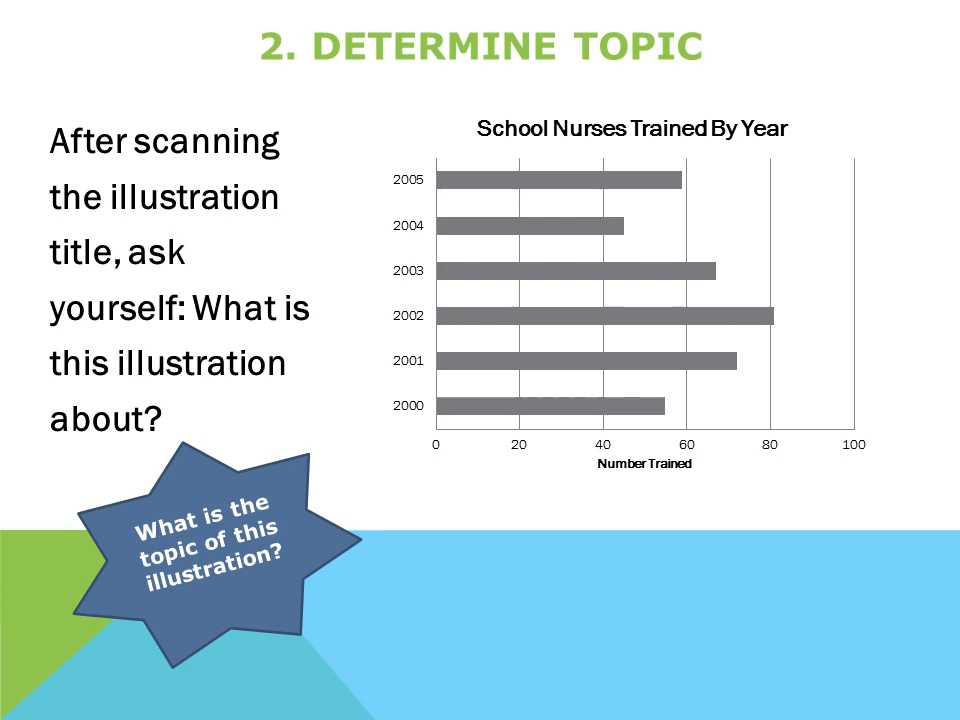 2. DETERMINE TOPIC
After scanning
the illustration
title, ask
yourself: What is
this illustration
about?
School Nurses Trained By Year
2005
2004
2003
2002
2001
2000
0 20 40 60 80 100
Number Trained
What is the
topic of this
illustration?